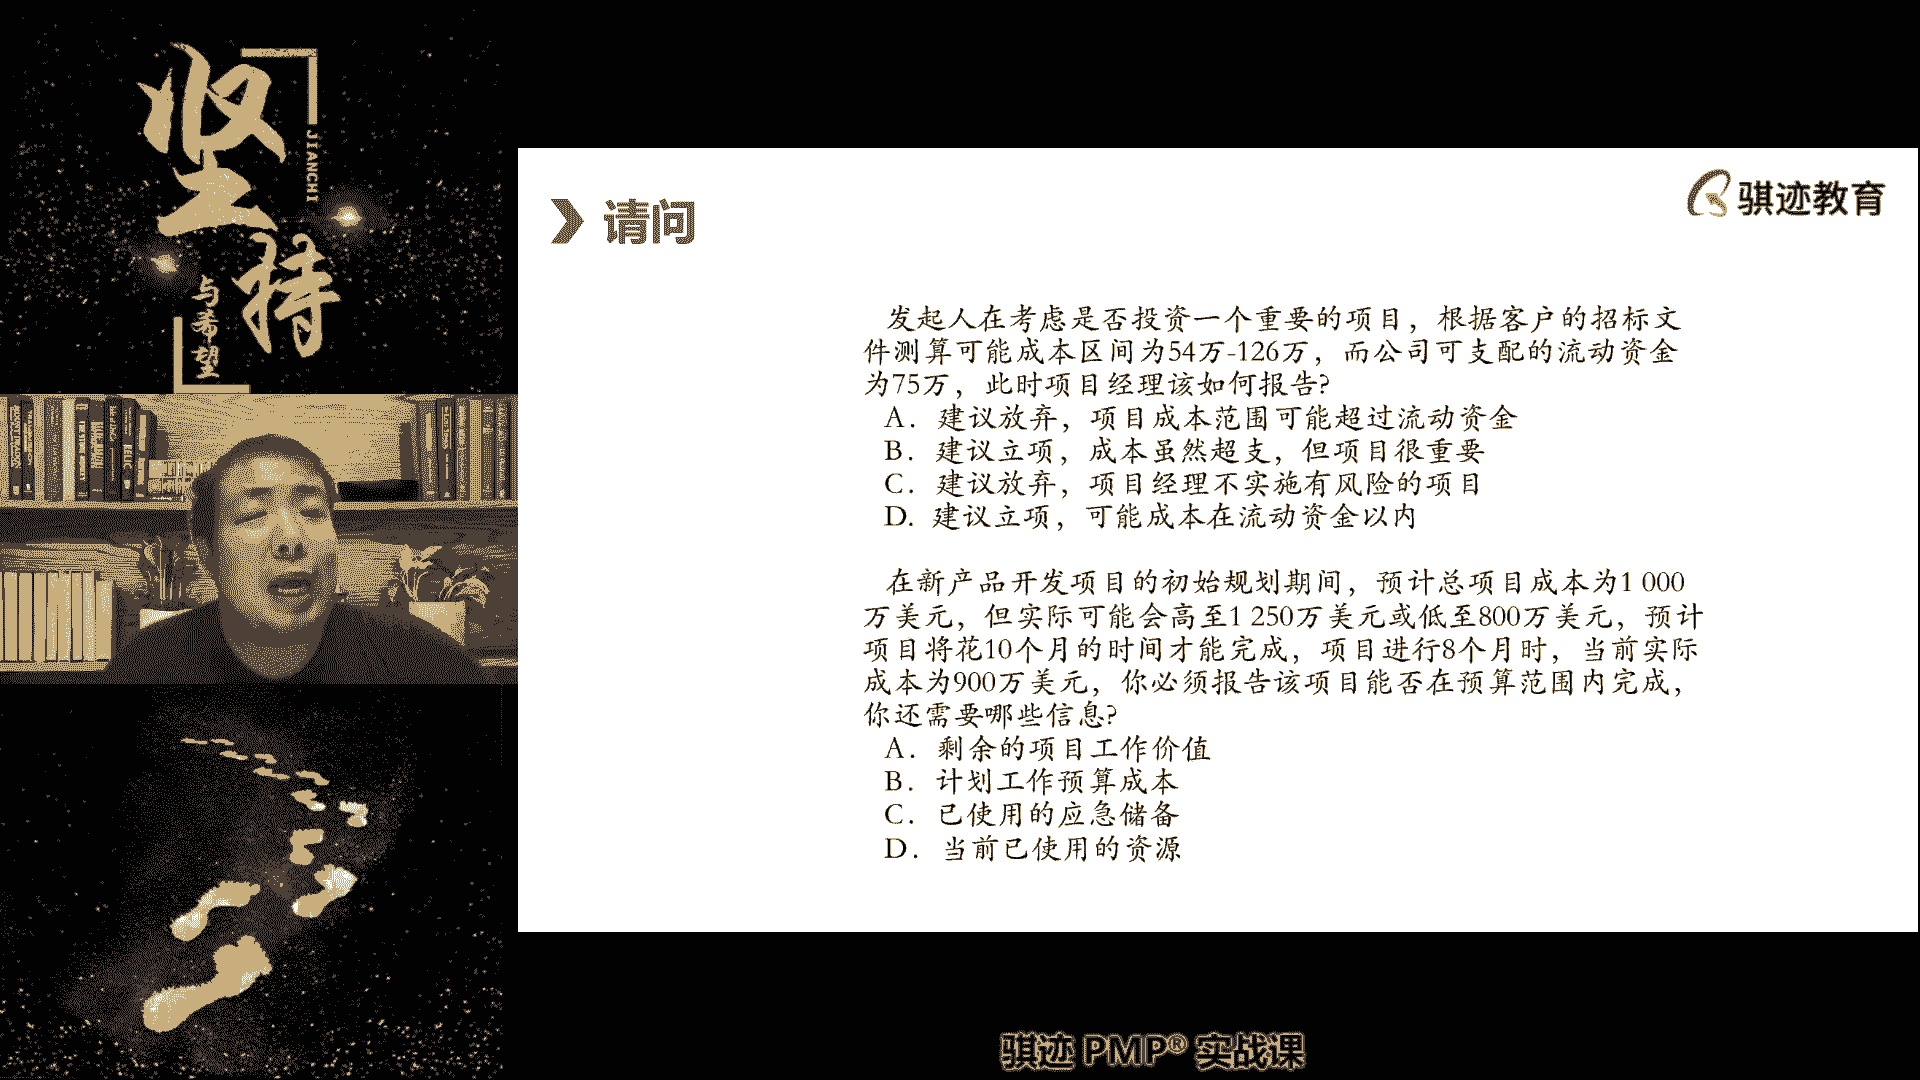 坚持
JIANCHI
与希望
骐迹教育
请问
发起人在考虑是否投资一个重要的项目，根据客户的招标文
件测算可能成本区间为54万-126万，而公司可支配的流动资金
为75万，此时项目经理该如何报告?
A. 建议放弃，项目成本范围可能超过流动资金
B. 建议立项，成本虽然超支，但项目很重要
C. 建议放弃，项目经理不实施有风险的项目
D. 建议立项，可能成本在流动资金以内
在新产品开发项目的初始规划期间，预计总项目成本为1 000
万美元，但实际可能会高至1 250万美元或低至800万美元，预计
项目将花10个月的时间才能完成，项目进行8个月时，当前实际
成本为900万美元，你必须报告该项目能否在预算范围内完成，
你还需要哪些信息?
A. 剩余的项目工作价值
B. 计划工作预算成本
C. 已使用的应急储备
D. 当前已使用的资源
骐迹 PMP® 实战课